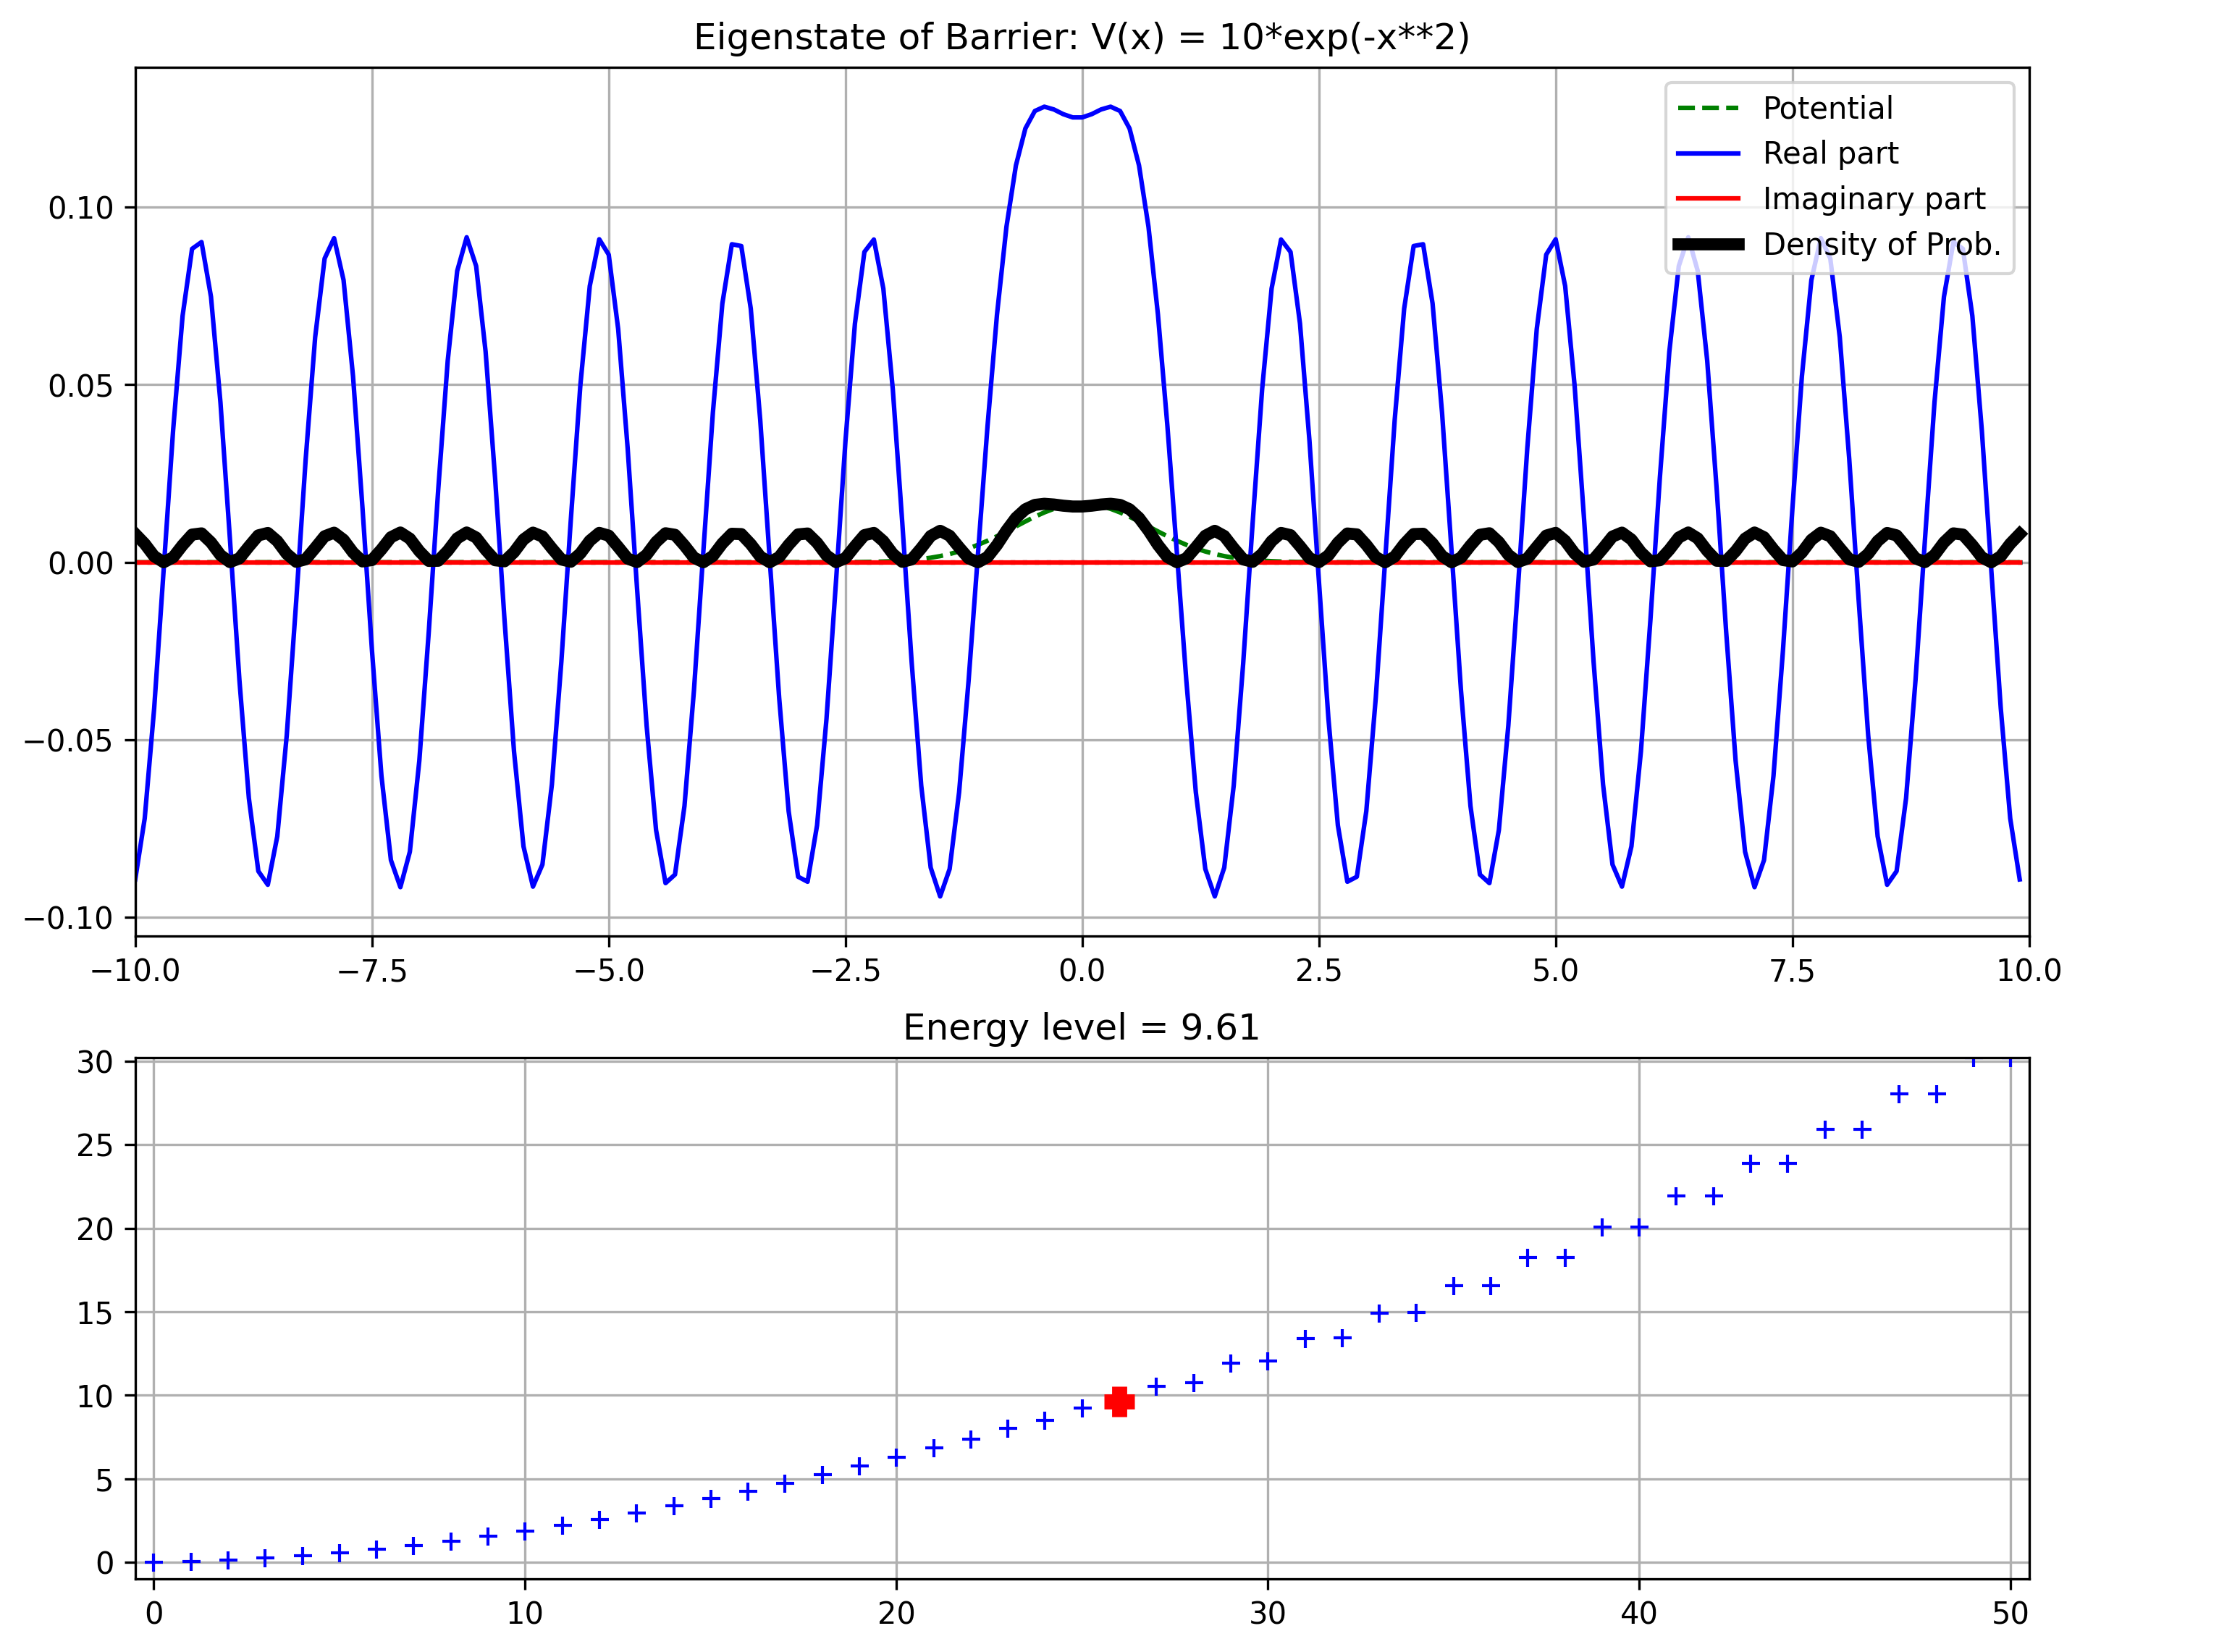 Eigenstate of Barrier: V(x) = 10*exp(-x**2)
Potential
Real part
Imaginary part
Density of Prob.
0.10
0.05
0.00
−0.05
−0.10
−10.0 −7.5 −5.0 −2.5 0.0 2.5 5.0 7.5 10.0
Energy level = 9.61
30
25
20
15
10
5
0
0 10 20 30 40 50